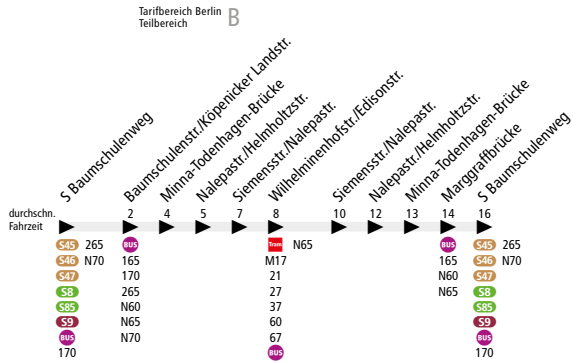 Tarifbereich Berlin
Teilbereich
B
S Baumschulenweg
Baumschulenstr./Köpenicker Landstr.
Minna-Todenhagen-Brücke
Nalepastr./Helmholtzstr.
Siemensstr./Nalepastr.
Wilhelminenhofstr./Edisonstr.
Siemensstr./Nalepastr.
Nalepastr./Helmholtzstr.
Minna-Todenhagen-Brücke
Marggraffbrücke
S Baumschulenweg
durchschn. 2 4 5 7 8 10 12 13 14 16
Fahrzeit
S45 265 BUS Tram N65 BUS S45 265
S46 N70 165 M17 165 S46 N70
S47 170 21 N60 S47
S8 265 27 N65 S8
S85 N60 37 S85
S9 N65 60 S9
BUS N70 67 BUS
170 BUS 170